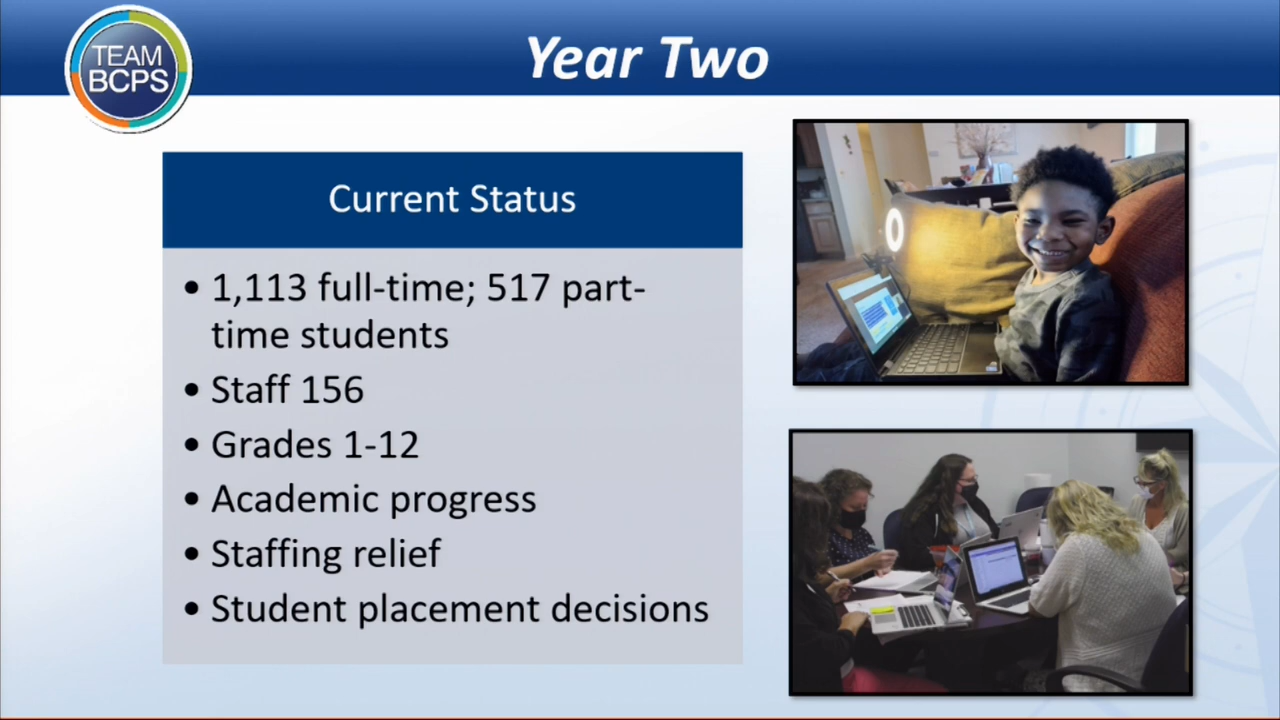 TEAM
BCPS
Year Two
Current Status
• 1,113 full-time; 517 part-
time students
• Staff 156
• Grades 1-12
• Academic progress
• Staffing relief
• Student placement decisions